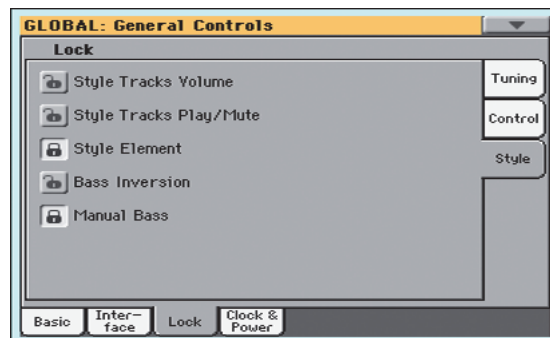 GLOBAL: General Controls
Lock
Style Tracks Volume
Style Tracks Play/Mute
Style Element
Bass Inversion
Manual Bass
Tuning
Control
Style
Basic
Inter-
face
Lock
Clock &
Power